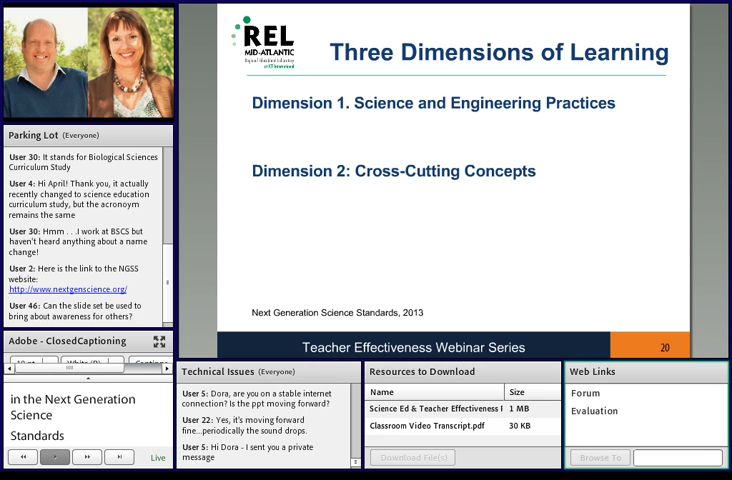 REL
MID-ATLANTIC
Regional Educational Laboratory
at ICF International
Three Dimensions of Learning
Dimension 1. Science and Engineering Practices
Dimension 2: Cross-Cutting Concepts
Next Generation Science Standards, 2013
Teacher Effectiveness Webinar Series
20
Parking Lot (Everyone)
User 30: It stands for Biological Sciences
Curriculum Study
User 4: Hi April! Thank you, it actually
recently changed to science education
curriculum study, but the acronym
remains the same
User 30: Hmm . . .I work at BSCS but
haven't heard anything about a name
change!
User 2: Here is the link to the NGSS
website:
http://www.nextgenscience.org/
User 46: Can the slide set be used to
bring about awareness for others?
Adobe - ClosedCaptioning
in the Next Generation
Science
Standards
Live
Technical Issues (Everyone)
User 5: Dora, are you on a stable internet
connection? Is the ppt moving forward?
User 22: Yes, it's moving forward
fine...periodically the sound drops.
User 5: Hi Dora - I sent you a private
message
Resources to Download
Name Size
Science Ed & Teacher Effectiveness 1 MB
Classroom Video Transcript.pdf 30 KB
Download File(s)
Web Links
Forum
Evaluation
Browse To